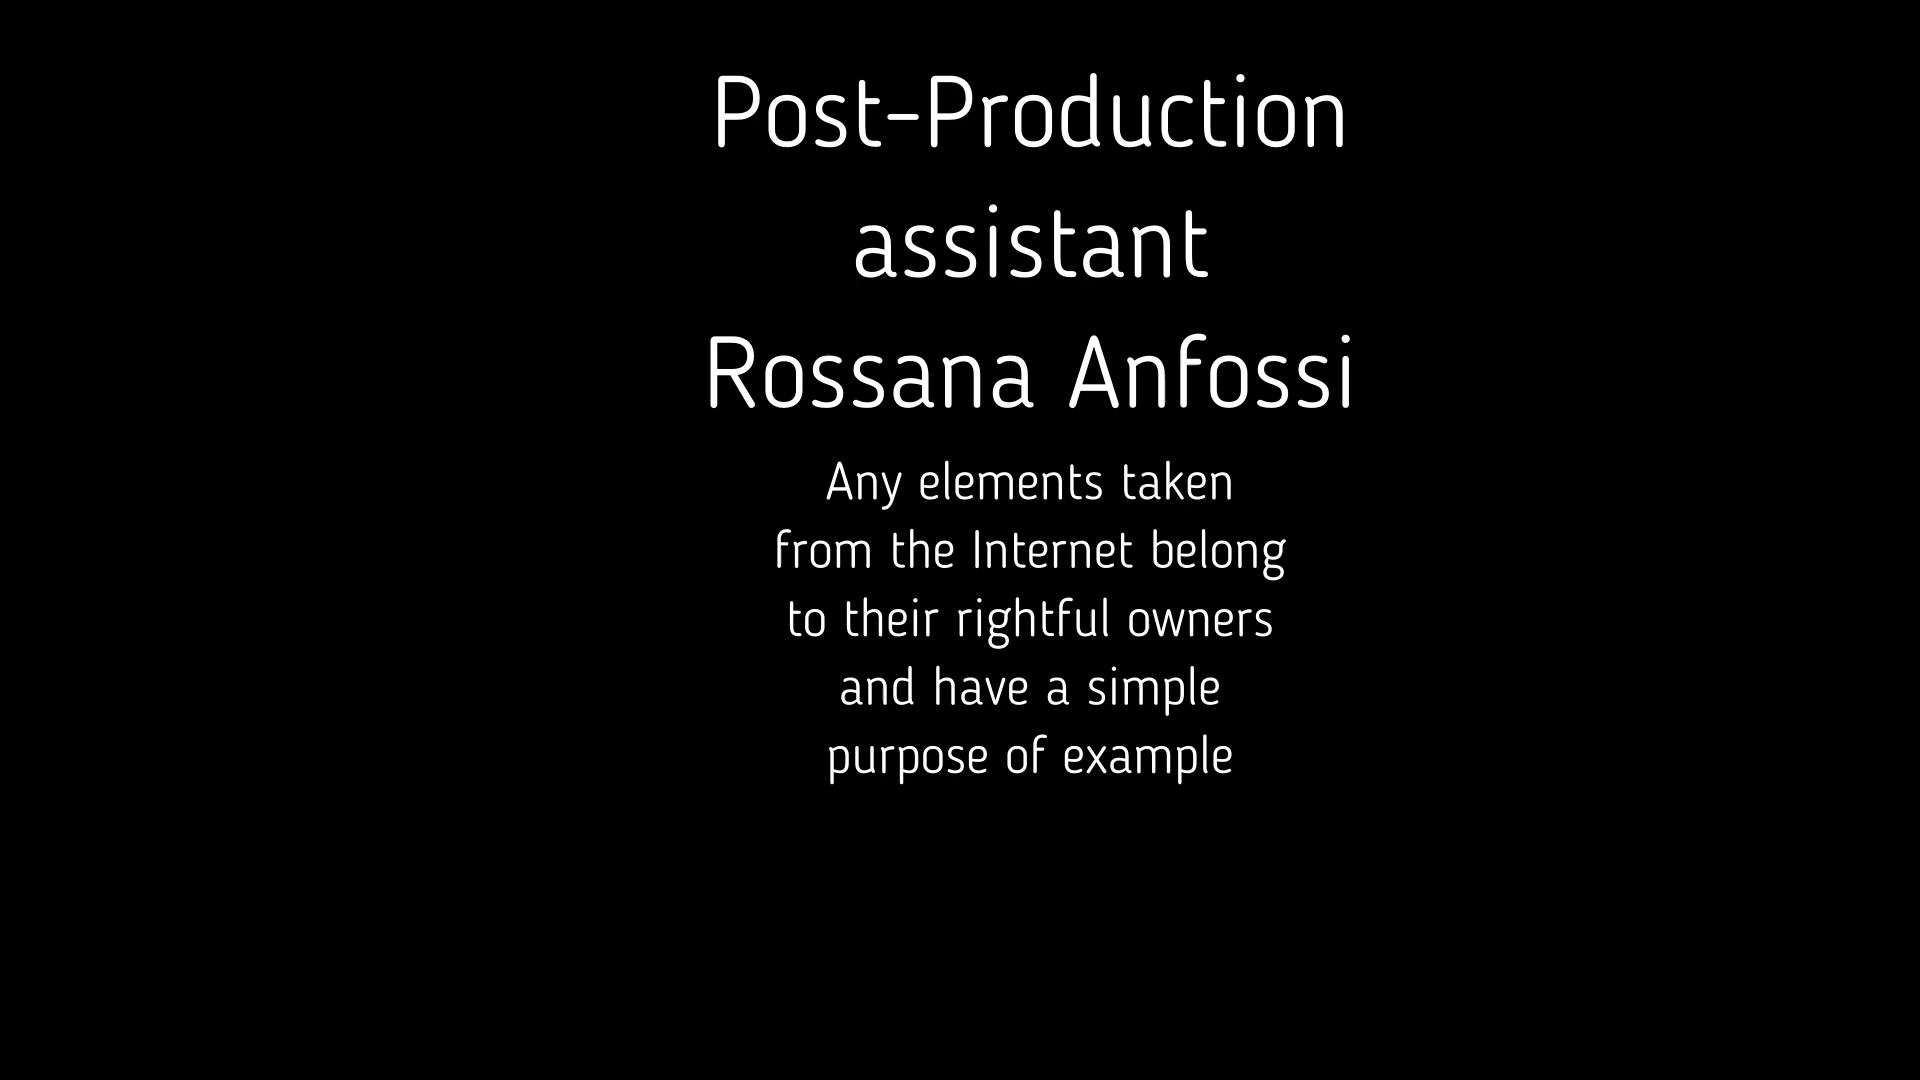 Post-Production
assistant
Rossana Anfossi
Any elements taken
from the Internet belong
to their rightful owners
and have a simple
purpose of example